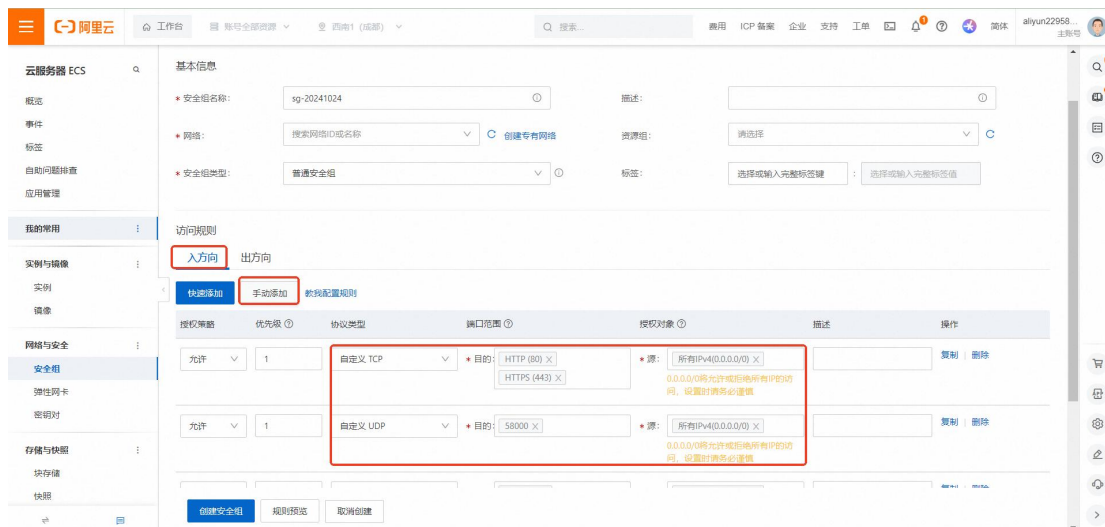 阿里云
工作台
账号全部资源
西南1 (成都)
搜索...
费用
ICP 备案
企业
支持
工单
简体
aliyun22958...
主账号
云服务器 ECS
概览
事件
标签
自助问题排查
应用管理
我的常用
实例与镜像
实例
镜像
网络与安全
安全组
弹性网卡
密钥对
存储与快照
块存储
快照
基本信息
* 安全组名称:
sg-20241024
描述:
* 网络:
搜索网络ID或名称
创建专有网络
资源组:
请选择
* 安全组类型:
普通安全组
标签:
选择或输入完整标签键
:
选择或输入完整标签值
访问规则
入方向
出方向
快速添加
手动添加
教我配置规则
授权策略
优先级
协议类型
端口范围
授权对象
描述
操作
允许
1
自定义 TCP
* 目的:
HTTP (80) ×
HTTPS (443) ×
* 源:
所有IPv4(0.0.0.0/0) ×
0.0.0.0/0将允许或拒绝所有IP的访
问，设置时请务必谨慎
复制
删除
允许
1
自定义 UDP
* 目的:
58000 ×
* 源:
所有IPv4(0.0.0.0/0) ×
0.0.0.0/0将允许或拒绝所有IP的访
问，设置时请务必谨慎
复制
删除
创建安全组
规则预览
取消创建